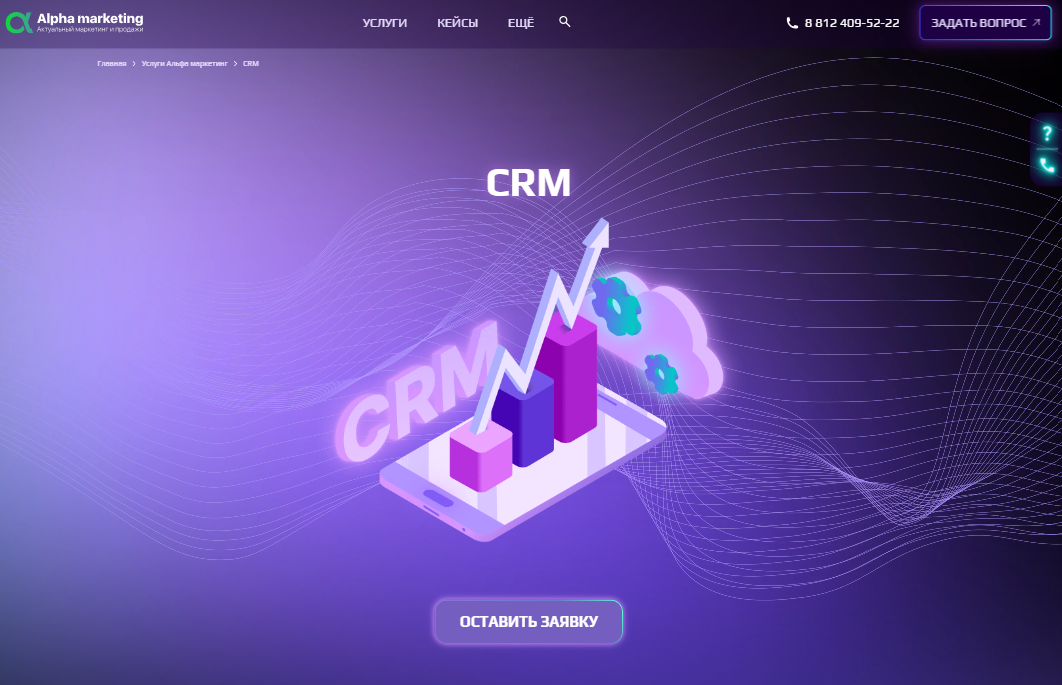 Alpha marketing
Актуальный маркетинг и продажи
УСЛУГИ
КЕЙСЫ
ЕЩЁ
8 812 409-52-22
ЗАДАТЬ ВОПРОС
Главная > Услуги Альфа маркетинг > CRM
?
CRM
CRM
ОСТАВИТЬ ЗАЯВКУ